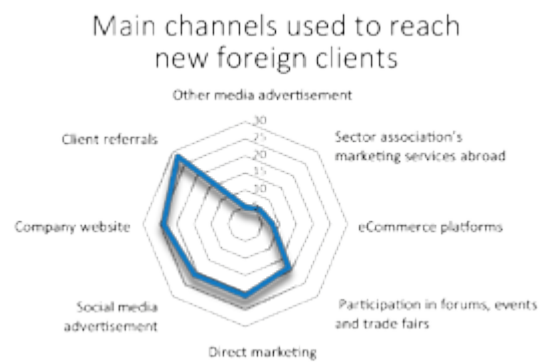 Main channels used to reach
new foreign clients
Other media advertisement
30
25
20
15
10
Client referrals
Sector association's
marketing services abroad
Company website
eCommerce platforms
Social media
advertisement
Participation in forums, events
and trade fairs
Direct marketing